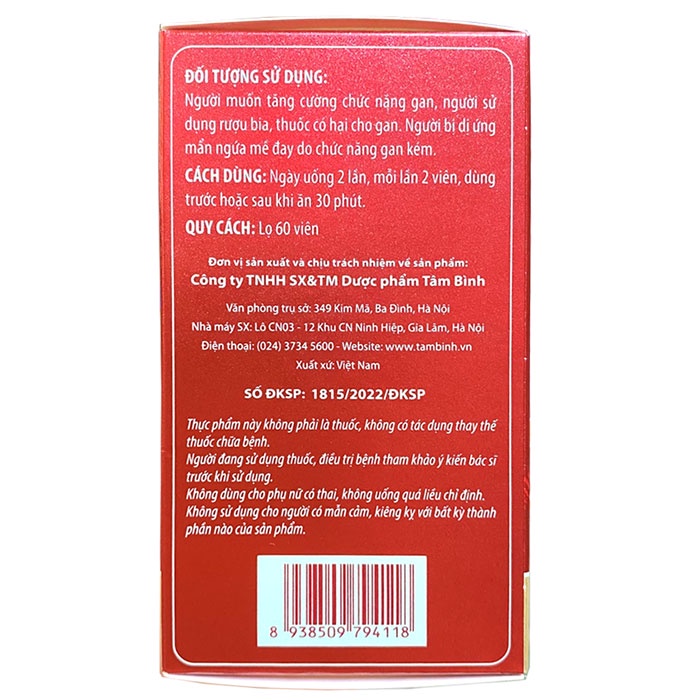 ĐỐI TƯỢNG SỬ DỤNG:
Người muốn tăng cường chức năng gan, người sử
dụng rượu bia, thuốc có hại cho gan. Người bị dị ứng
mẩn ngứa mề đay do chức năng gan kém.
CÁCH DÙNG: Ngày uống 2 lần, mỗi lần 2 viên, dùng
trước hoặc sau khi ăn 30 phút.
QUY CÁCH: Lọ 60 viên
Đơn vị sản xuất và chịu trách nhiệm về sản phẩm:
Công ty TNHH SX&TM Dược phẩm Tâm Bình
Văn phòng trụ sở: 349 Kim Mã, Ba Đình, Hà Nội
Nhà máy SX: Lô CN03 - 12 Khu CN Ninh Hiệp, Gia Lâm, Hà Nội
Điện thoại: (024) 3734 5600 - Website: www.tambinh.vn
Xuất xứ: Việt Nam
SỐ ĐKSP: 1815/2022/ĐKSP
Thực phẩm này không phải là thuốc, không có tác dụng thay thế
thuốc chữa bệnh.
Người đang sử dụng thuốc, điều trị bệnh tham khảo ý kiến bác sĩ
trước khi sử dụng.
Không dùng cho phụ nữ có thai, không uống quá liều chỉ định.
Không sử dụng cho người có mẫn cảm, kiêng kỵ với bất kỳ thành
phần nào của sản phẩm.
8 938509 794118